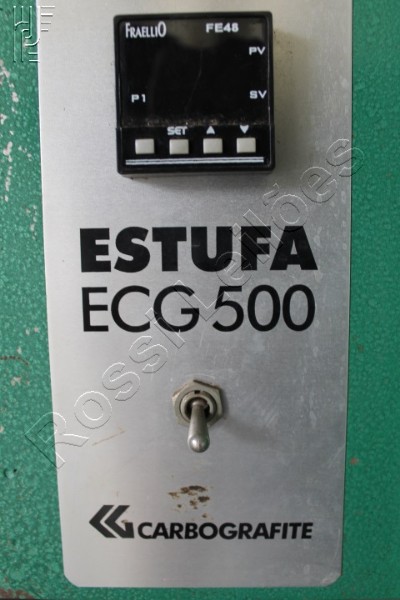 FRAELLIO FE48
PV
P1 SV
SET
ESTUFA
ECG 500
CARBOGRAFITE
Rossi Leilões